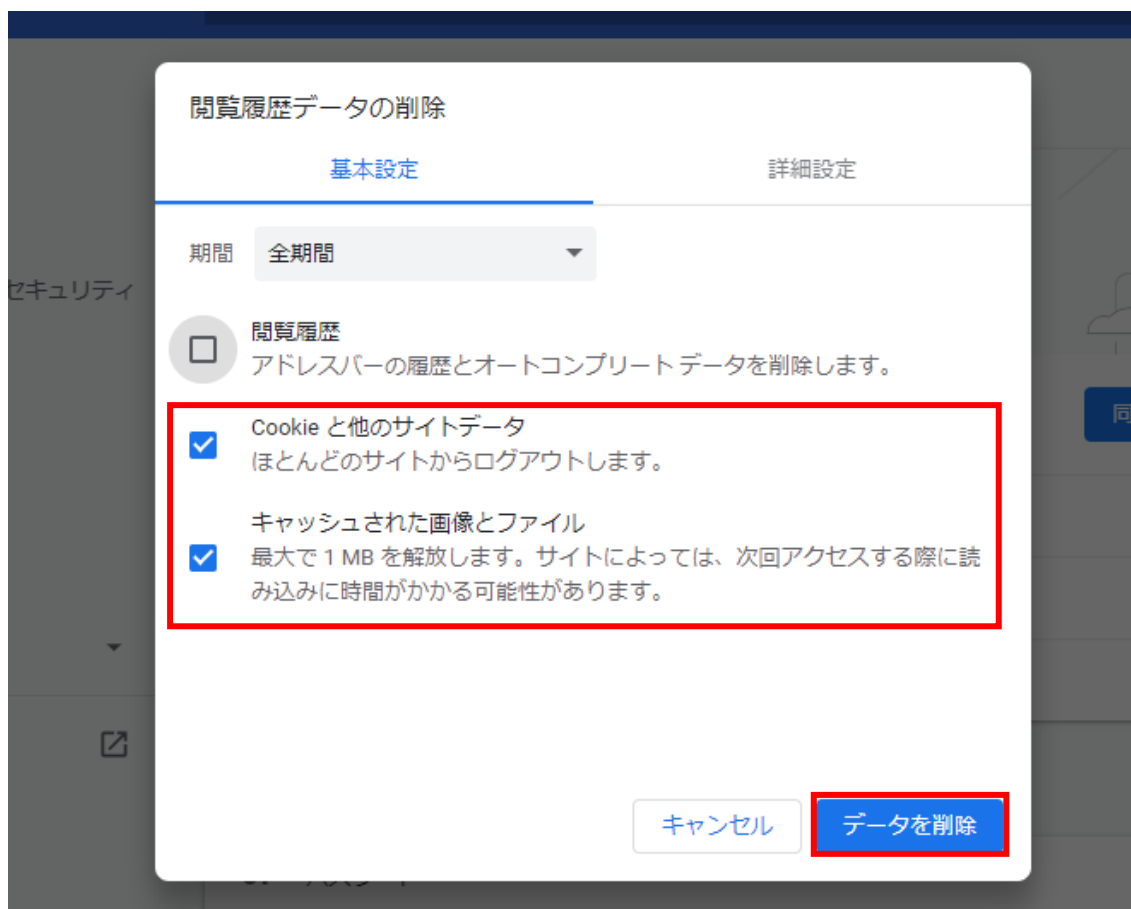 閲覧履歴データの削除
基本設定
詳細設定
期間
全期間
セキュリティ
閲覧履歴
アドレスバーの履歴とオートコンプリート データを削除します。
同
Cookie と他のサイトデータ
ほとんどのサイトからログアウトします。
キャッシュされた画像とファイル
最大で 1 MB を解放します。サイトによっては、次回アクセスする際に読
み込みに時間がかかる可能性があります。
キャンセル
データを削除